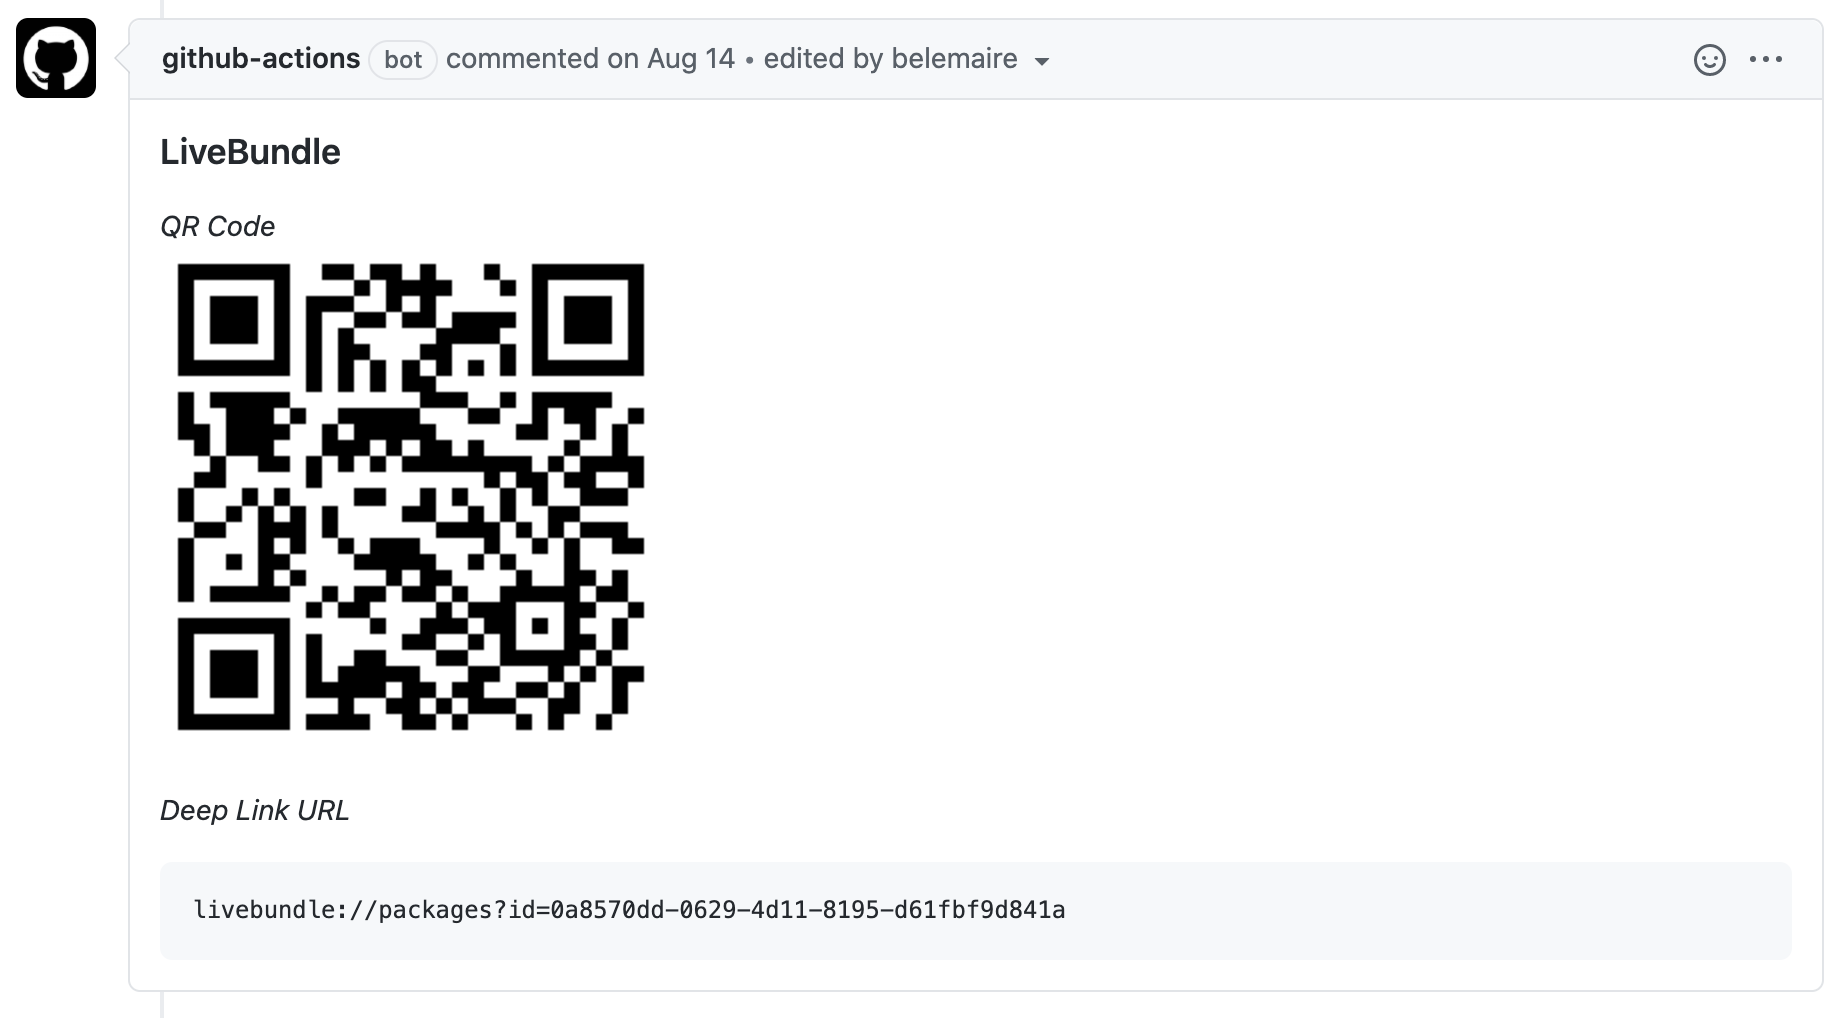 github-actions bot commented on Aug 14 • edited by belemaire
LiveBundle
QR Code
Deep Link URL
livebundle://packages?id=0a8570dd-0629-4d11-8195-d61fbf9d841a